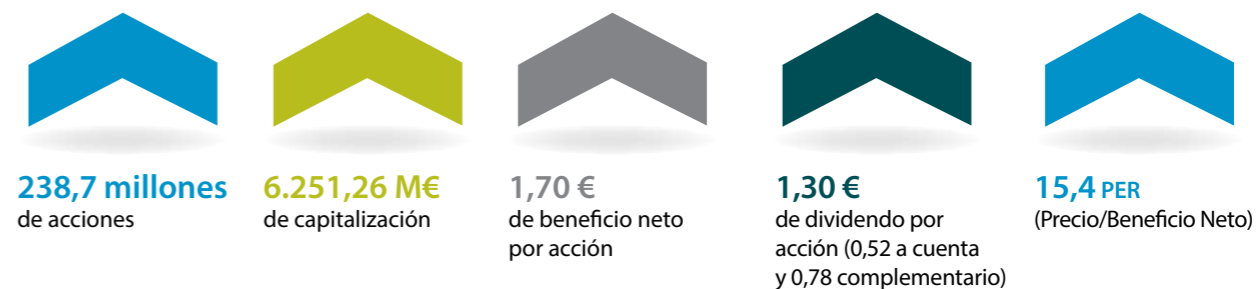 238,7 millones
de acciones
6.251,26 M€
de capitalización
1,70 €
de beneficio neto
por acción
1,30 €
de dividendo por
acción (0,52 a cuenta
y 0,78 complementario)
15,4 PER
(Precio/Beneficio Neto)